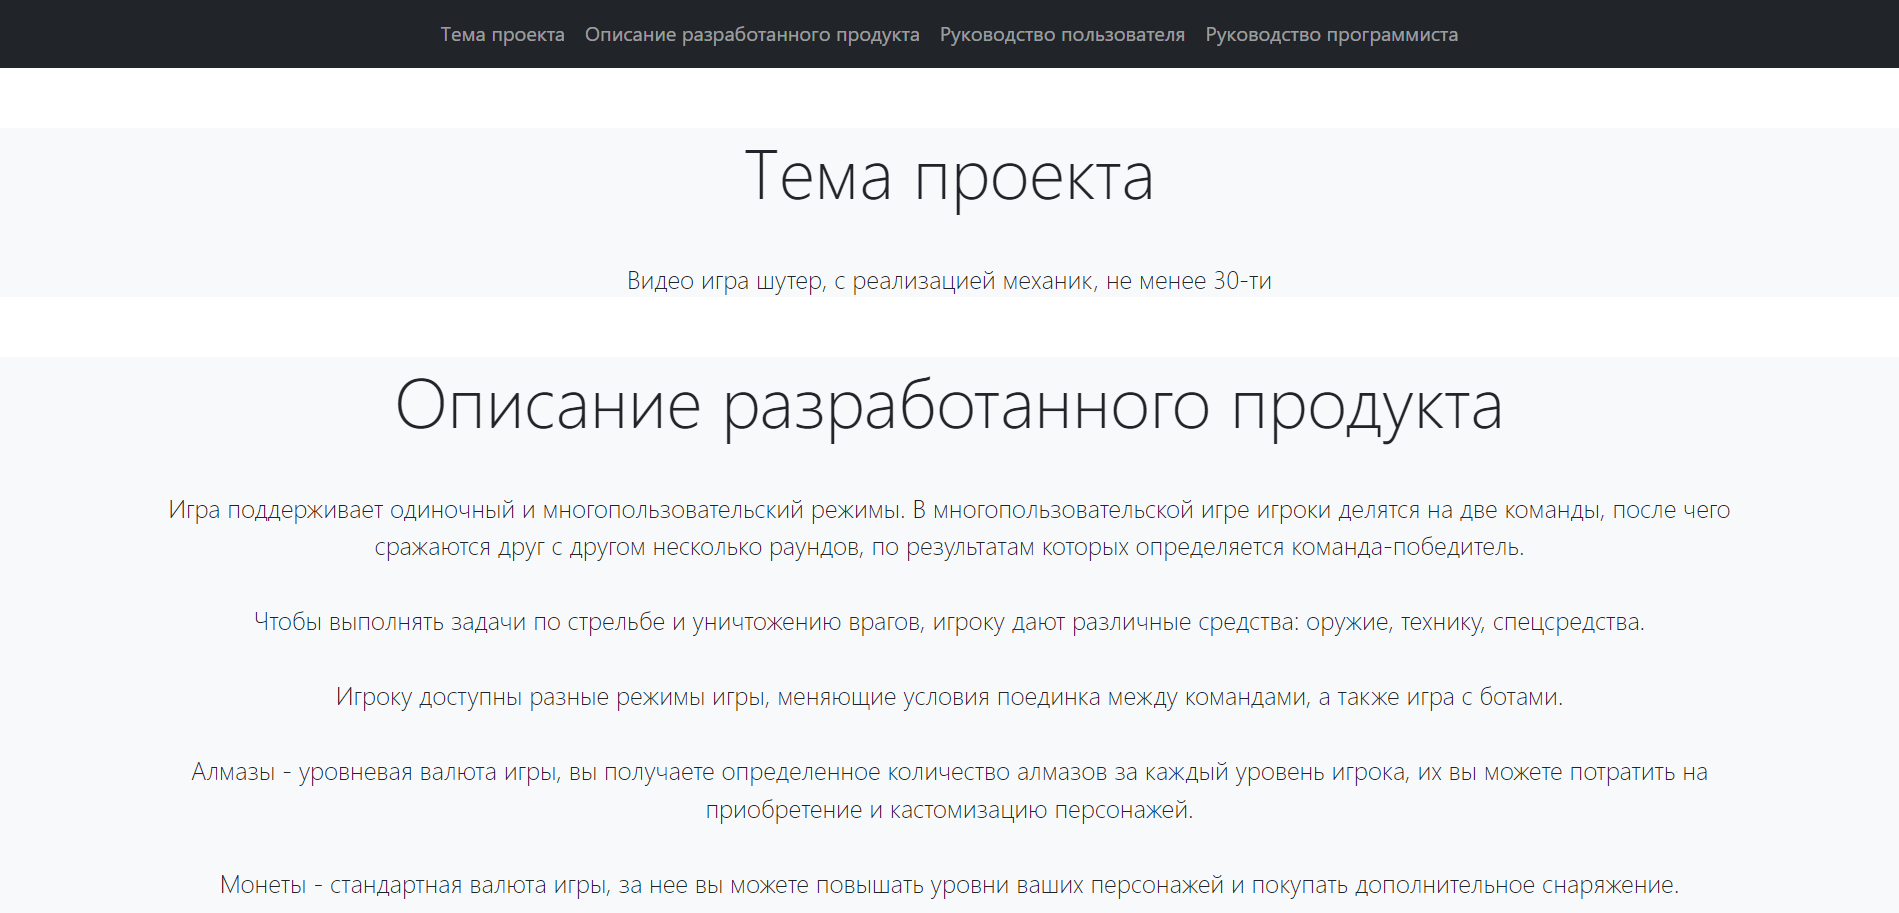 Тема проекта Описание разработанного продукта Руководство пользователя Руководство программиста
Тема проекта
Видео игра шутер, с реализацией механик, не менее 30-ти
Описание разработанного продукта
Игра поддерживает одиночный и многопользовательский режимы. В многопользовательской игре игроки делятся на две команды, после чего
сражаются друг с другом несколько раундов, по результатам которых определяется команда-победитель.
Чтобы выполнять задачи по стрельбе и уничтожению врагов, игроку дают различные средства: оружие, технику, спецсредства.
Игроку доступны разные режимы игры, меняющие условия поединка между командами, а также игра с ботами.
Алмазы - уровневая валюта игры, вы получаете определенное количество алмазов за каждый уровень игрока, их вы можете потратить на
приобретение и кастомизацию персонажей.
Монеты - стандартная валюта игры, за нее вы можете повышать уровни ваших персонажей и покупать дополнительное снаряжение.